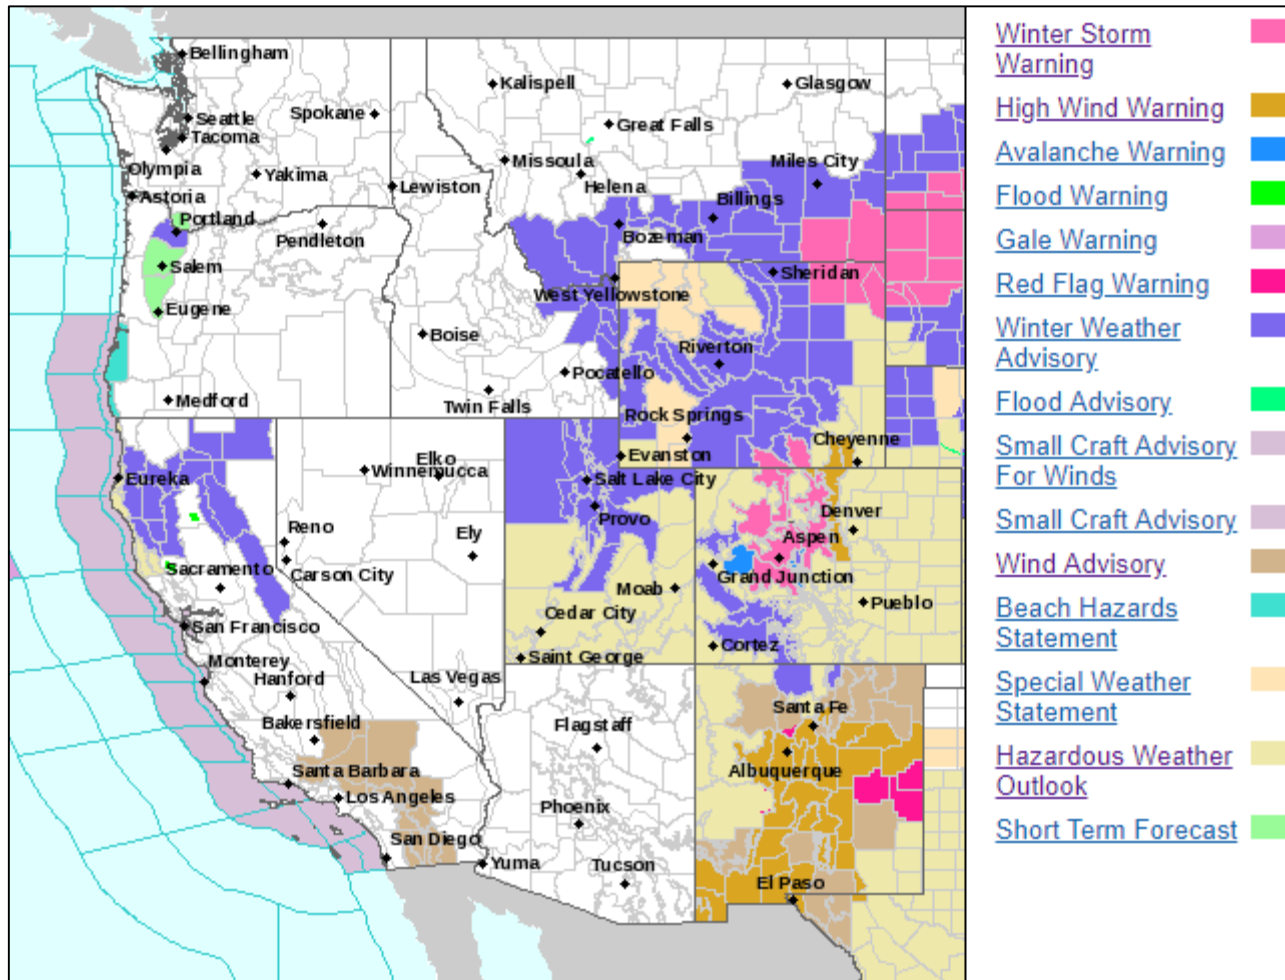 Bellingham
Kalispell
Glasgow
Spokane
Seattle
Great Falls
Tacoma
Olympia
Missoula
Miles City
Yakima
Lewiston
Helena
Astoria
Billings
Portland
Pendleton
Bozeman
Salem
Sheridan
West Yellowstone
Eugene
Boise
Riverton
Pocatello
Medford
Twin Falls
Rock Springs
Cheyenne
Elko
Evanston
Winnemucca
Eureka
Salt Lake City
Provo
Denver
Reno
Ely
Aspen
Sacramento
Carson City
Grand Junction
Moab
Pueblo
Cedar City
San Francisco
Cortez
Saint George
Monterey
Hanford
Las Vegas
Santa Fe
Bakersfield
Flagstaff
Santa Barbara
Albuquerque
Los Angeles
Phoenix
San Diego
Yuma
Tucson
El Paso
Winter Storm
Warning
High Wind Warning
Avalanche Warning
Flood Warning
Gale Warning
Red Flag Warning
Winter Weather
Advisory
Flood Advisory
Small Craft Advisory
For Winds
Small Craft Advisory
Wind Advisory
Beach Hazards
Statement
Special Weather
Statement
Hazardous Weather
Outlook
Short Term Forecast